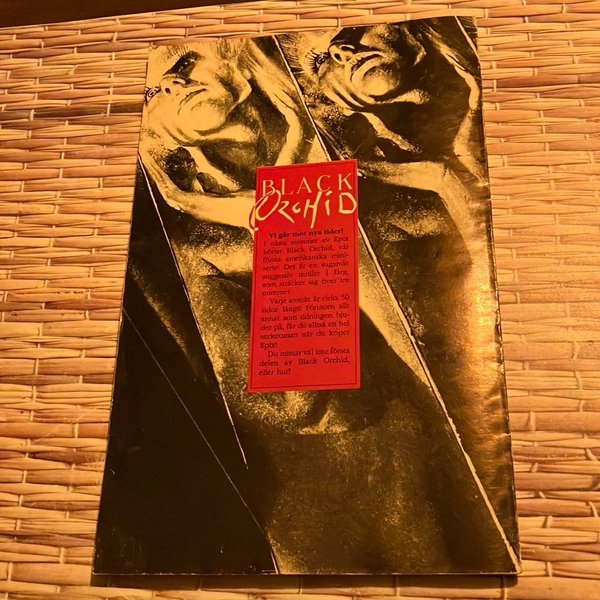 BLACK
ORCHID
Vi går mot nya tider!
I nästa nummer av Epix
börjar Black Orchid, vår
första amerikanska mini-
serie! Det är en sugande
suggestiv thriller i färg,
som sträcker sig över tre
nummer.
Varje avsnitt är cirka 50
sidor långt! Förutom allt
annat som tidningen bju-
der på, får du alltså en hel
serieroman när du köper
Epix!
Du missar väl inte första
delen av Black Orchid,
eller hur?